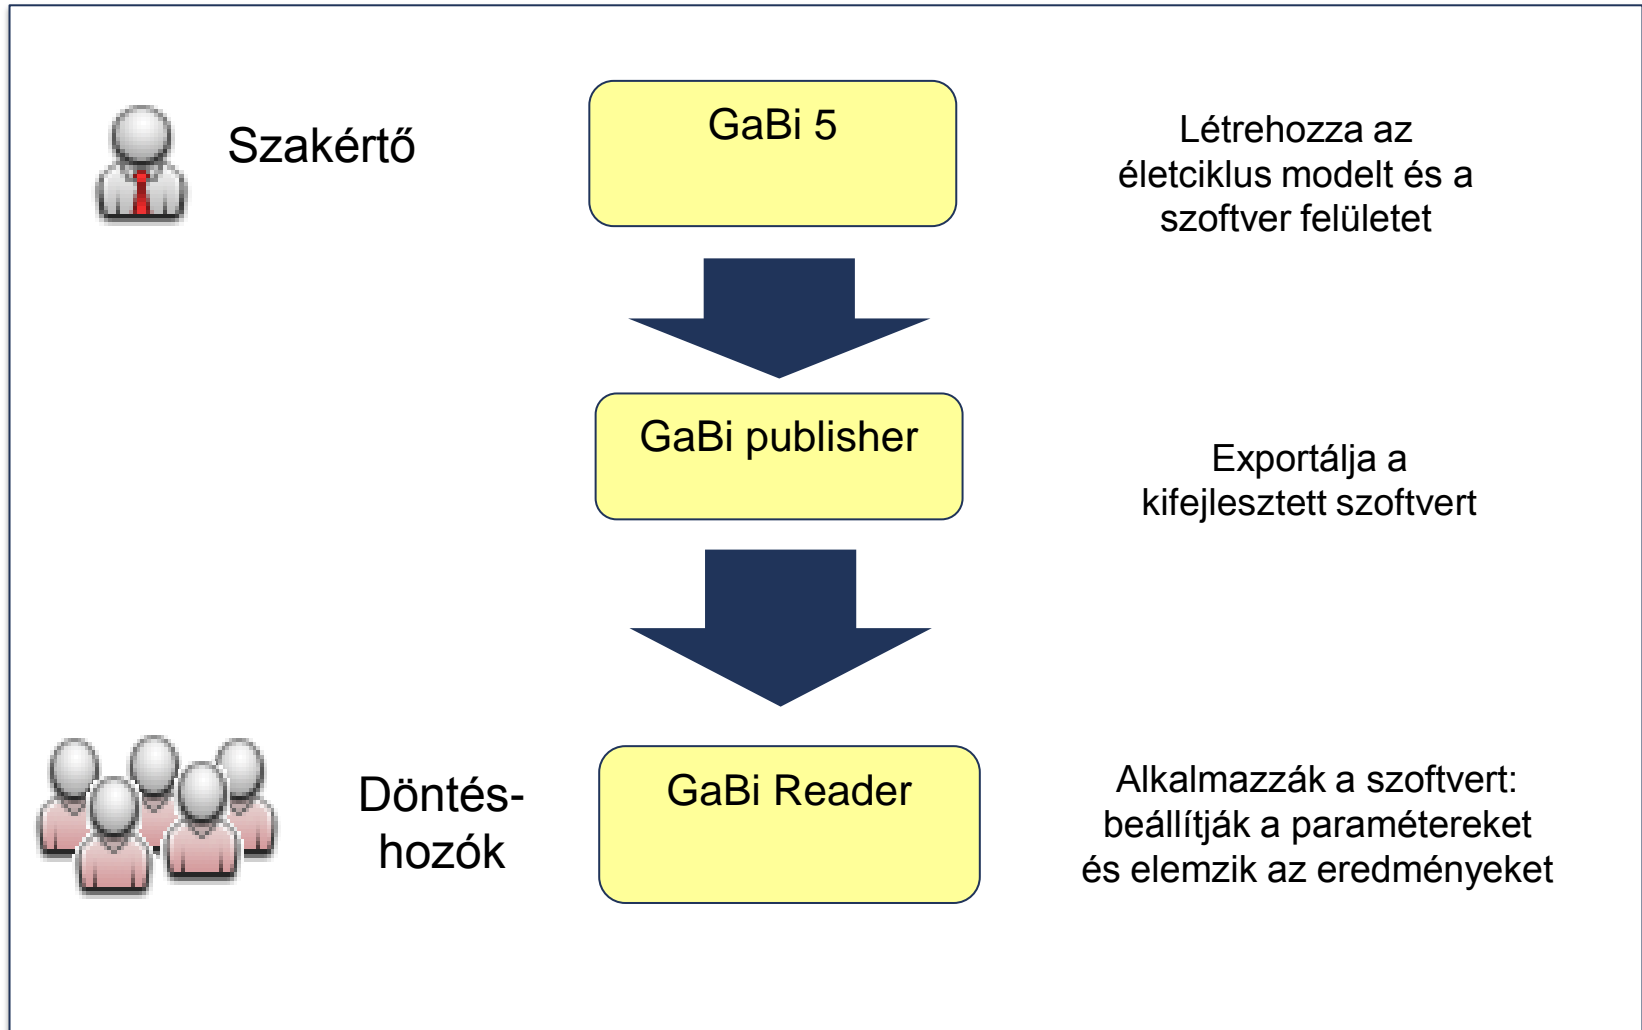 Szakértő
GaBi 5
Létrehozza az
életciklus modelt és a
szoftver felületet
GaBi publisher
Exportálja a
kifejlesztett szoftvert
Döntés-
hozók
GaBi Reader
Alkalmazzák a szoftvert:
beállítják a paramétereket
és elemzik az eredményeket